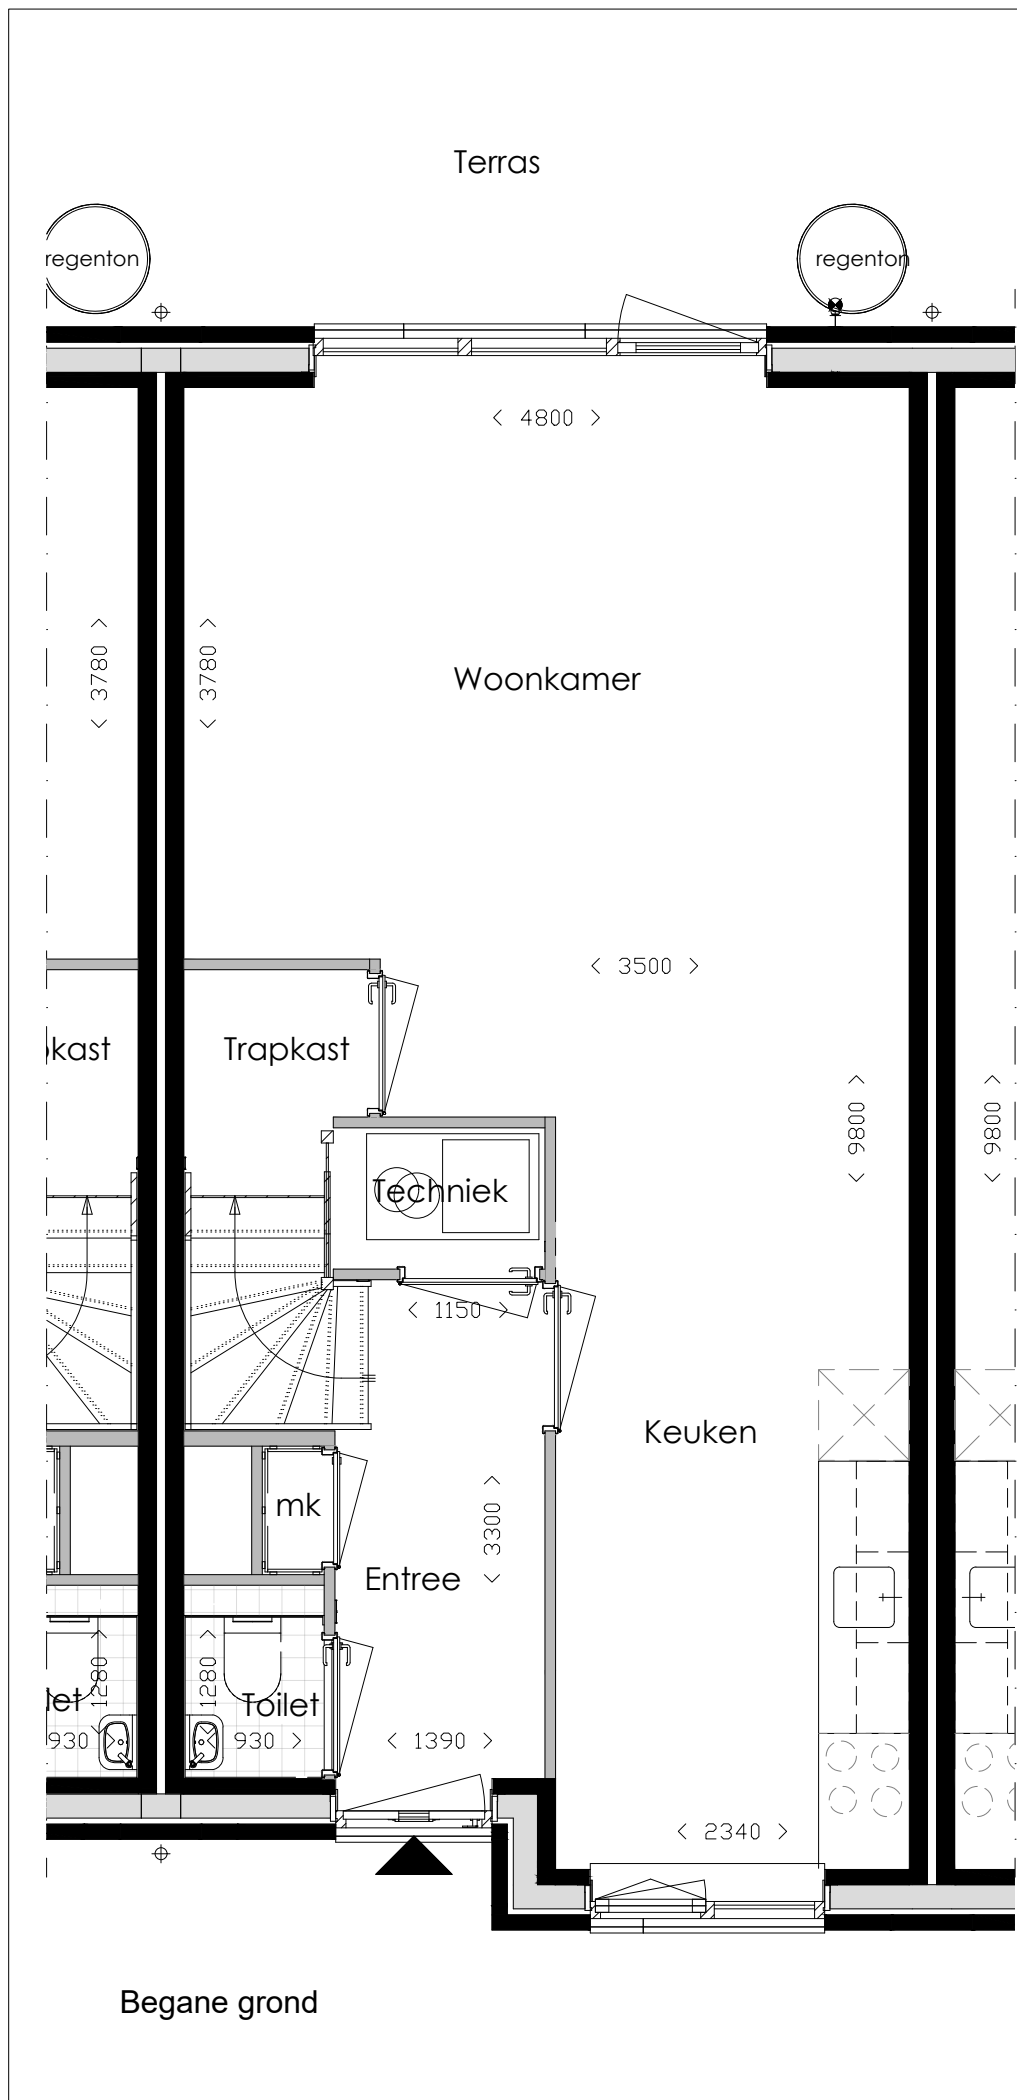 Terras
regenton
regenton
4800
3780
3780
Woonkamer
3500
kast
Trapkast
9800
9800
Techniek
1150
Keuken
mk
3300
Entree
1280
1280
let
Toilet
930
930
1390
2340
Begane grond